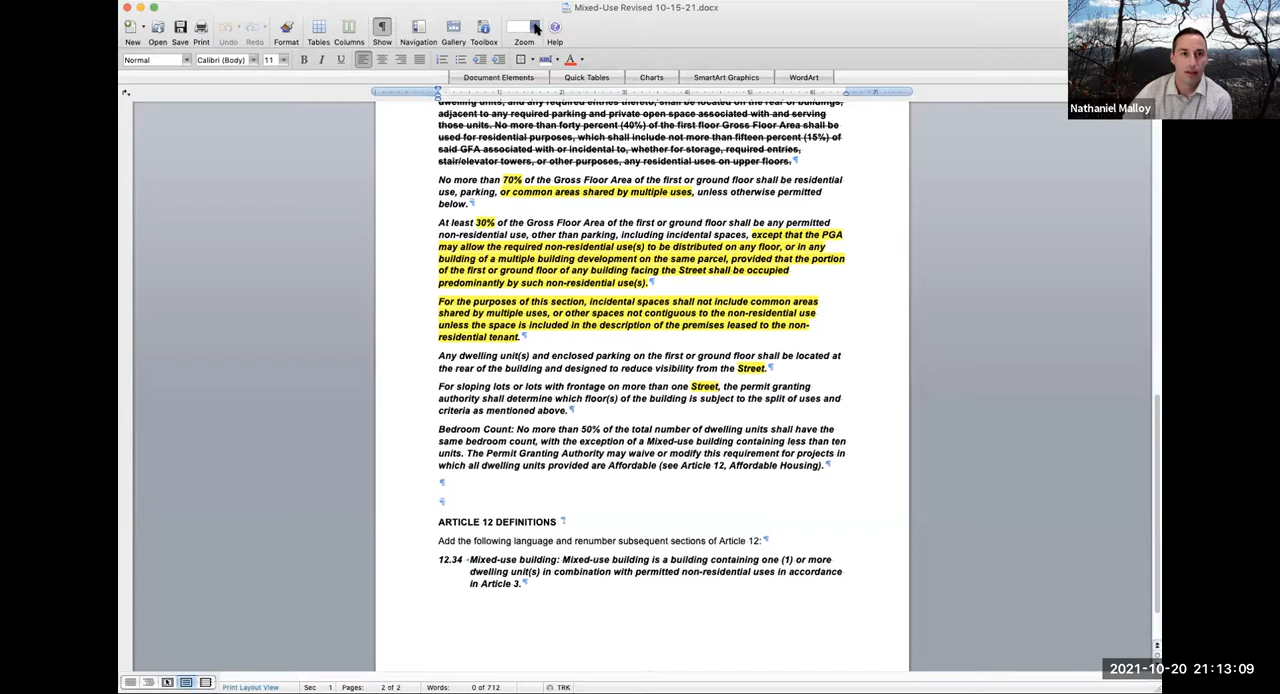 Mixed-Use Revised 10-15-21.docx
New Open Save Print Undo Redo Format Tables Columns Show Navigation Gallery Toolbox Zoom Help
Normal Calibri (Body) 11 B I U
Document Elements Quick Tables Charts SmartArt Graphics WordArt
Nathaniel Malloy
dwelling units, and any required entries thereto, shall be located on the rear of buildings,
adjacent to any required parking and private open space associated with and serving
those units. No more than forty percent (40%) of the first floor Gross Floor Area shall be
used for residential purposes, which shall include not more than fifteen percent (15%) of
said GFA associated with or incidental to, whether for storage, required entries,
stair/elevator towers, or other purposes, any residential uses on upper floors.
No more than 70% of the Gross Floor Area of the first or ground floor shall be residential
use, parking, or common areas shared by multiple uses, unless otherwise permitted
below.
At least 30% of the Gross Floor Area of the first or ground floor shall be any permitted
non-residential use, other than parking, including incidental spaces, except that the PGA
may allow the required non-residential use(s) to be distributed on any floor, or in any
building of a multiple building development on the same parcel, provided that the portion
of the first or ground floor of any building facing the Street shall be occupied
predominantly by such non-residential use(s).
For the purposes of this section, incidental spaces shall not include common areas
shared by multiple uses, or other spaces not contiguous to the non-residential use
unless the space is included in the description of the premises leased to the non-
residential tenant.
Any dwelling unit(s) and enclosed parking on the first or ground floor shall be located at
the rear of the building and designed to reduce visibility from the Street.
For sloping lots or lots with frontage on more than one Street, the permit granting
authority shall determine which floor(s) of the building is subject to the split of uses and
criteria as mentioned above.
Bedroom Count: No more than 50% of the total number of dwelling units shall have the
same bedroom count, with the exception of a Mixed-use building containing less than ten
units. The Permit Granting Authority may waive or modify this requirement for projects in
which all dwelling units provided are Affordable (see Article 12, Affordable Housing).
ARTICLE 12 DEFINITIONS
Add the following language and renumber subsequent sections of Article 12:
12.34 Mixed-use building: Mixed-use building is a building containing one (1) or more
dwelling unit(s) in combination with permitted non-residential uses in accordance
in Article 3.
2021-10-20 21:13:09
Print Layout View Sec 1 Pages: 2 of 2 Words: 0 of 712 TRK